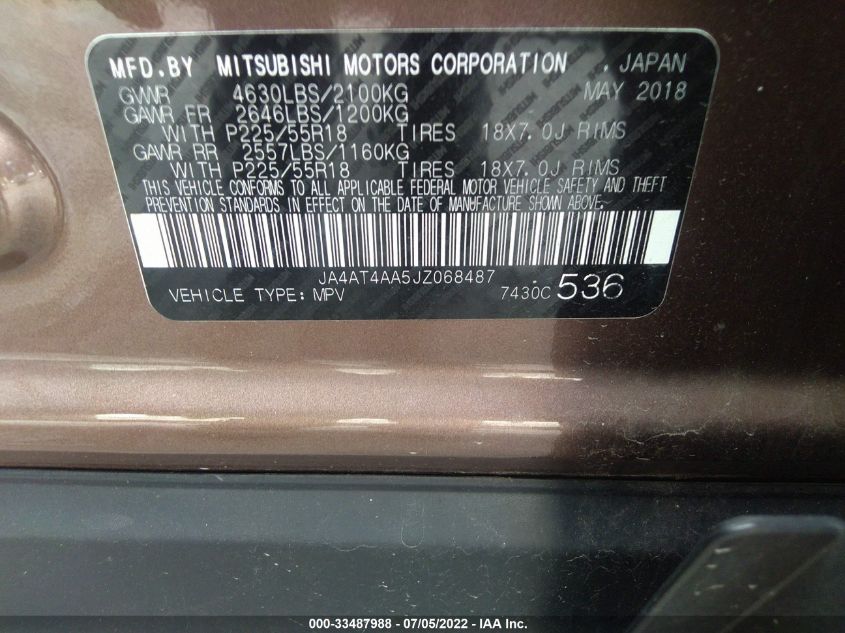 MFD.BY MITSUBISHI MOTORS CORPORATION . JAPAN
GVWR 4630LBS/2100KG MAY 2018
GAWR FR 2646LBS/1200KG
WITH P225/55R18 TIRES 18X7.0J RIMS
GAWR RR 2557LBS/1160KG
WITH P225/55R18 TIRES 18X7.0J RIMS
THIS VEHICLE CONFORMS TO ALL APPLICABLE FEDERAL MOTOR VEHICLE SAFETY AND THEFT
PREVENTION STANDARDS IN EFFECT ON THE DATE OF MANUFACTURE SHOWN ABOVE.
JA4AT4AA5JZ068487
VEHICLE TYPE: MPV 7430C 536
000-33487988 - 07/05/2022 - IAA Inc.